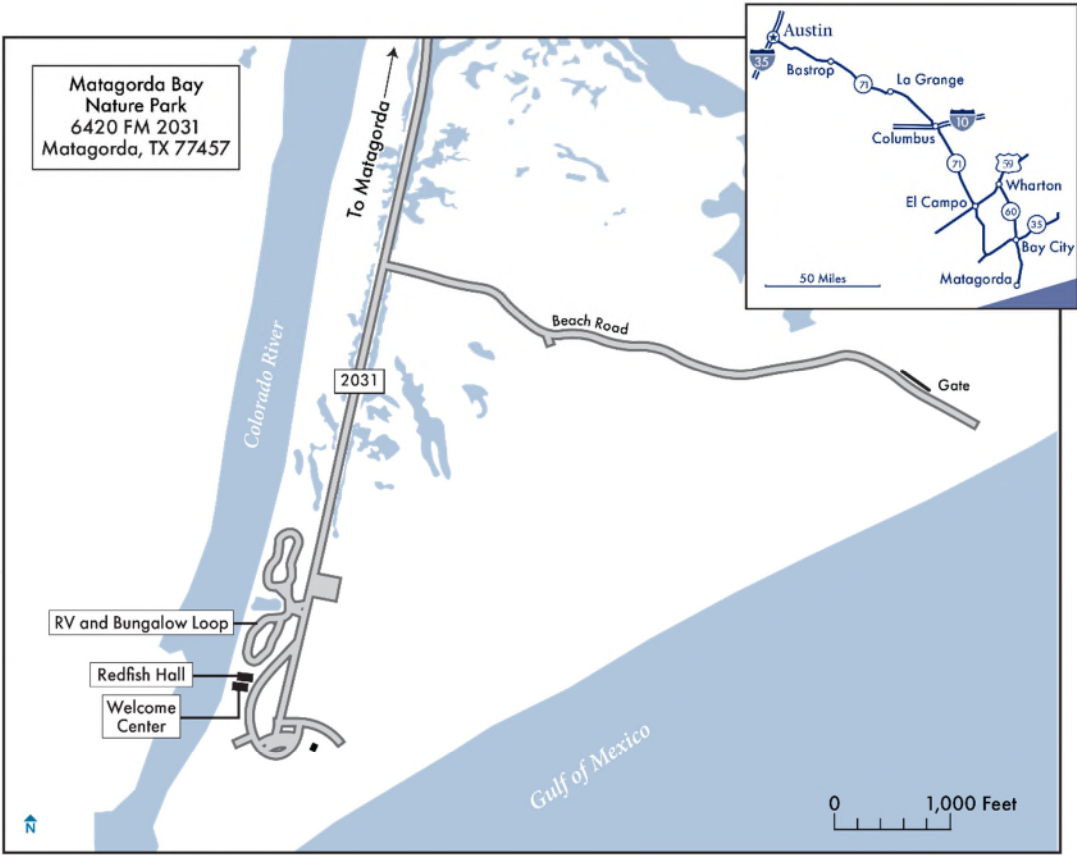 Matagorda Bay
Nature Park
6420 FM 2031
Matagorda, TX 77457
To Matagorda
Colorado River
2031
Beach Road
Gate
RV and Bungalow Loop
Redfish Hall
Welcome
Center
Gulf of Mexico
0 1,000 Feet
N
Austin
35
Bastrop
71
La Grange
10
Columbus
71
59
Wharton
El Campo
60
35
Bay City
Matagorda
50 Miles